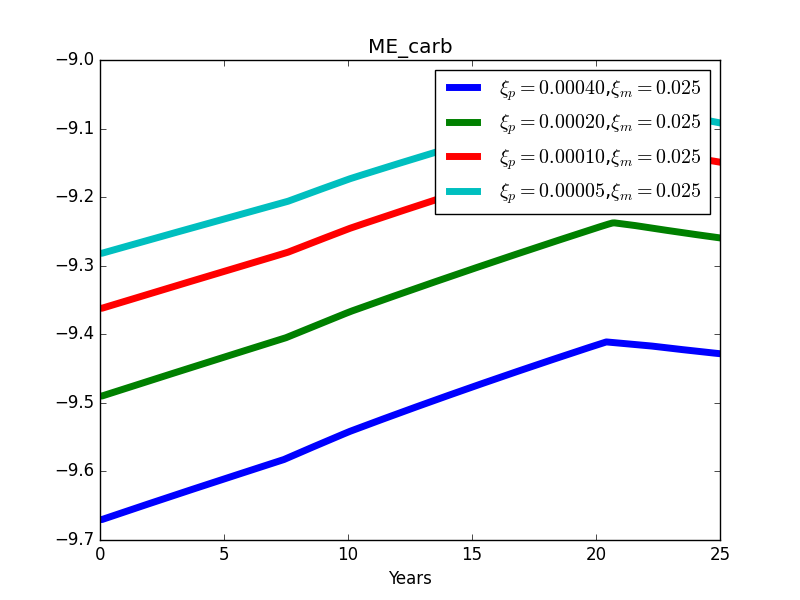 ME_carb
−9.0
−9.1
−9.2
−9.3
−9.4
−9.5
−9.6
−9.7
ξₚ = 0.00040,ξₘ = 0.025
ξₚ = 0.00020,ξₘ = 0.025
ξₚ = 0.00010,ξₘ = 0.025
ξₚ = 0.00005,ξₘ = 0.025
0 5 10 15 20 25
Years